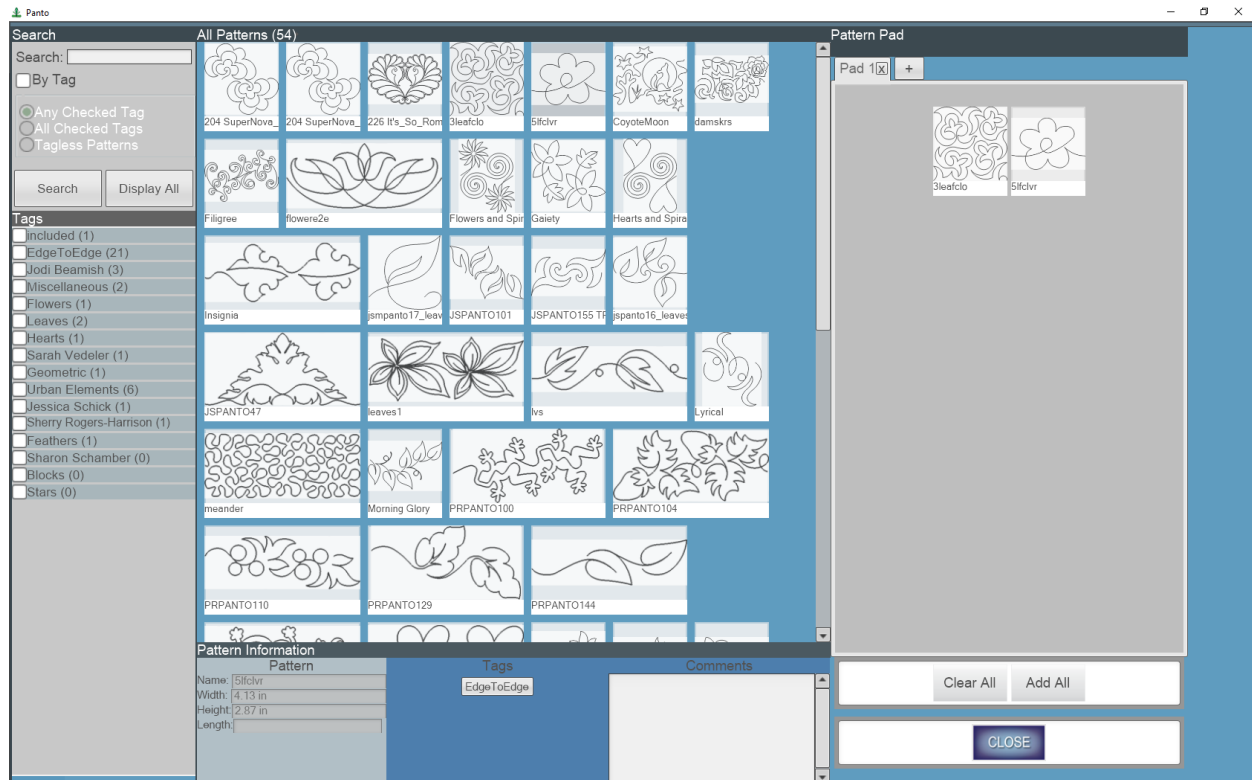 Panto
Search
Search:
By Tag
Any Checked Tag
All Checked Tags
Tagless Patterns
Search Display All
Tags
included (1)
EdgeToEdge (21)
Jodi Beamish (3)
Miscellaneous (2)
Flowers (1)
Leaves (2)
Hearts (1)
Sarah Vedeler (1)
Geometric (1)
Urban Elements (6)
Jessica Schick (1)
Sherry Rogers-Harrison (1)
Feathers (1)
Sharon Schamber (0)
Blocks (0)
Stars (0)
All Patterns (54)
204 SuperNova_ 204 SuperNova_ 226 It's_So_Rom 3leafclo 5lfclvr CoyoteMoon damskrs
Filigree flowere2e Flowers and Spir Gaiety Hearts and Spira
Insignia jsmpanto17_leav JSPANTO101 JSPANTO155 TF jspanto16_leaves
JSPANTO47 leaves1 lvs Lyrical
meander Morning Glory PRPANTO100 PRPANTO104
PRPANTO110 PRPANTO129 PRPANTO144
Pattern Information
Pattern Tags Comments
Name: 5lfclvr
Width: 4.13 in
Height: 2.87 in
Length:
EdgeToEdge
Pattern Pad
Pad 1 x +
3leafclo 5lfclvr
Clear All Add All
CLOSE